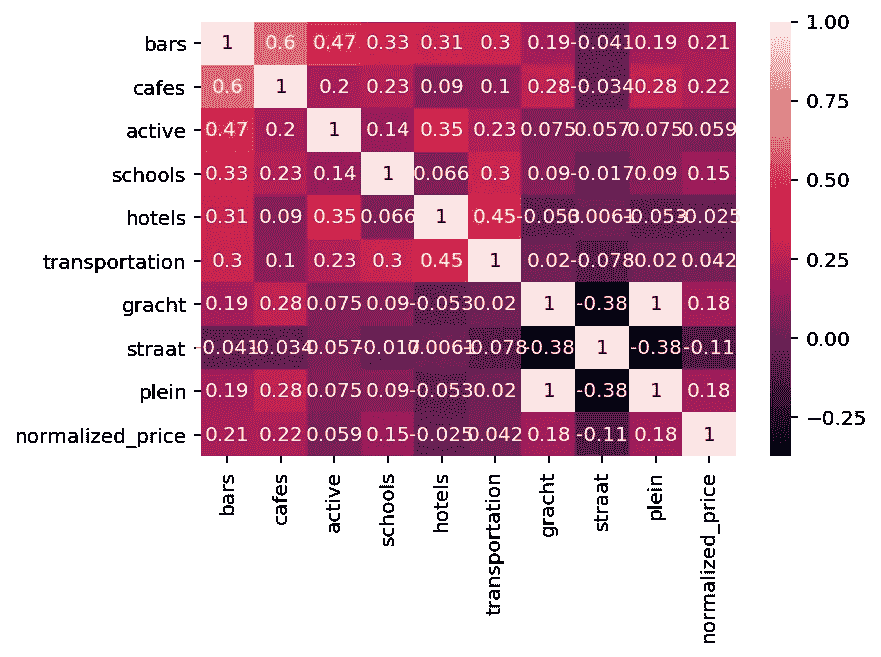 bars 1 0.6 0.47 0.33 0.31 0.3 0.19 -0.041 0.19 0.21
cafes 0.6 1 0.2 0.23 0.09 0.1 0.28 -0.034 0.28 0.22
active 0.47 0.2 1 0.14 0.35 0.23 0.075 0.057 0.075 0.059
schools 0.33 0.23 0.14 1 0.066 0.3 0.09 -0.017 0.09 0.15
hotels 0.31 0.09 0.35 0.066 1 0.45 -0.053 -0.053 -0.025
transportation 0.3 0.1 0.23 0.3 0.45 1 0.02 -0.078 0.02 0.042
gracht 0.19 0.28 0.075 0.09 -0.053 0.02 1 -0.38 1 0.18
straat -0.041 -0.034 0.057 -0.017 -0.078 -0.38 1 -0.38 -0.11
plein 0.19 0.28 0.075 0.09 -0.053 0.02 1 -0.38 1 0.18
normalized_price 0.21 0.22 0.059 0.15 -0.025 0.042 0.18 -0.11 0.18 1
bars cafes active schools hotels transportation gracht straat plein normalized_price
1.00
0.75
0.50
0.25
0.00
−0.25